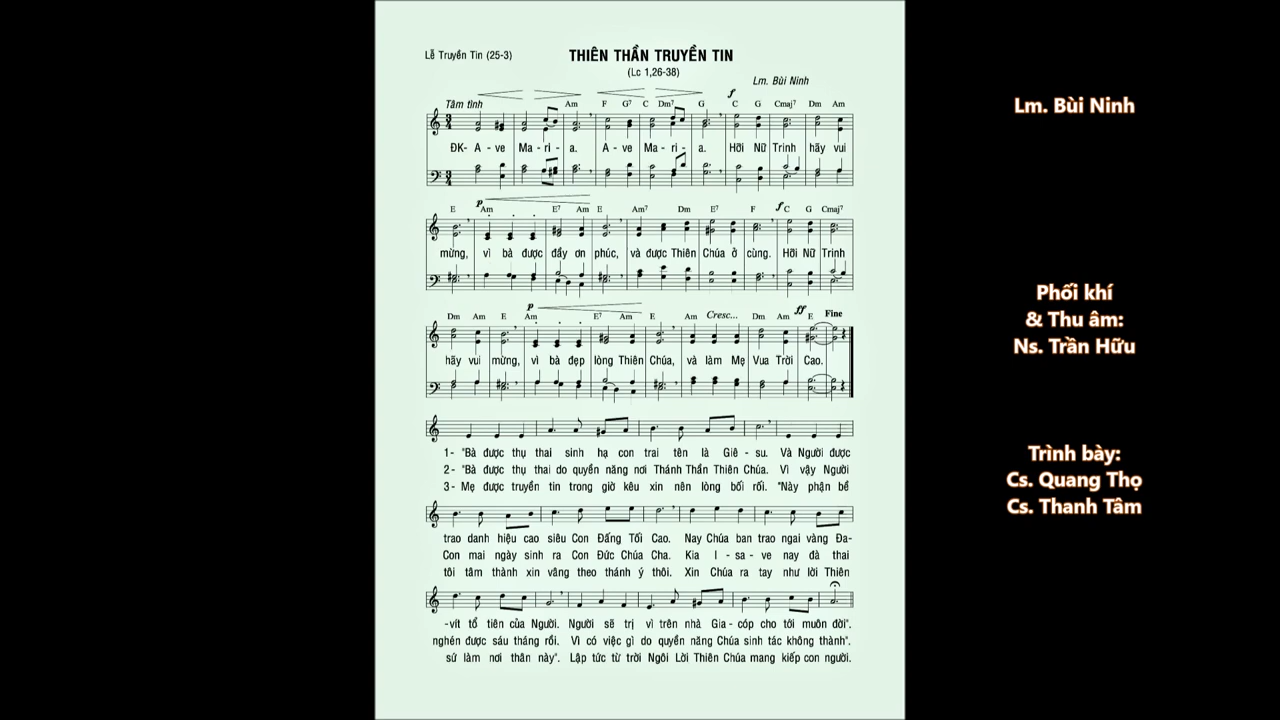 Lễ Truyền Tin (25-3)
THIÊN THẦN TRUYỀN TIN
(Lc 1,26-38)
Lm. Bùi Ninh
Tâm tình
Am F G7 C Dm7 G f C G Cmaj7 Dm Am
ĐK- A - ve Ma - ri - a. A - ve Ma - ri - a. Hỡi Nữ Trinh hãy vui
E p Am E7 Am E Am7 Dm E7 F f C G Cmaj7
mừng, vì bà được đầy ơn phúc, và được Thiên Chúa ở cùng. Hỡi Nữ Trinh
Dm Am E p Am E7 Am E Am Cresc... Dm Am ff E Fine
hãy vui mừng, vì bà đẹp lòng Thiên Chúa, và làm Mẹ Vua Trời Cao.
1- "Bà được thụ thai sinh hạ con trai tên là Giê - su. Và Người được
2- "Bà được thụ thai do quyền năng nơi Thánh Thần Thiên Chúa. Vì vậy Người
3- Mẹ được truyền tin trong giờ kêu xin nên lòng bối rối. "Này phận bề
trao danh hiệu cao siêu Con Đấng Tối Cao. Nay Chúa ban trao ngai vàng Đa-
Con mai ngày sinh ra Con Đức Chúa Cha. Kia I - sa - ve nay đà thai
tôi tâm thành xin vâng theo thánh ý thôi. Xin Chúa ra tay như lời Thiên
-vít tổ tiên của Người. Người sẽ trị vì trên nhà Gia - cóp cho tới muôn đời".
nghén được sáu tháng rồi. Vì có việc gì do quyền năng Chúa sinh tác không thành".
sứ làm nơi thân này". Lập tức từ trời Ngôi Lời Thiên Chúa mang kiếp con người.
Lm. Bùi Ninh
Phối khí
& Thu âm:
Ns. Trần Hữu
Trình bày:
Cs. Quang Thọ
Cs. Thanh Tâm